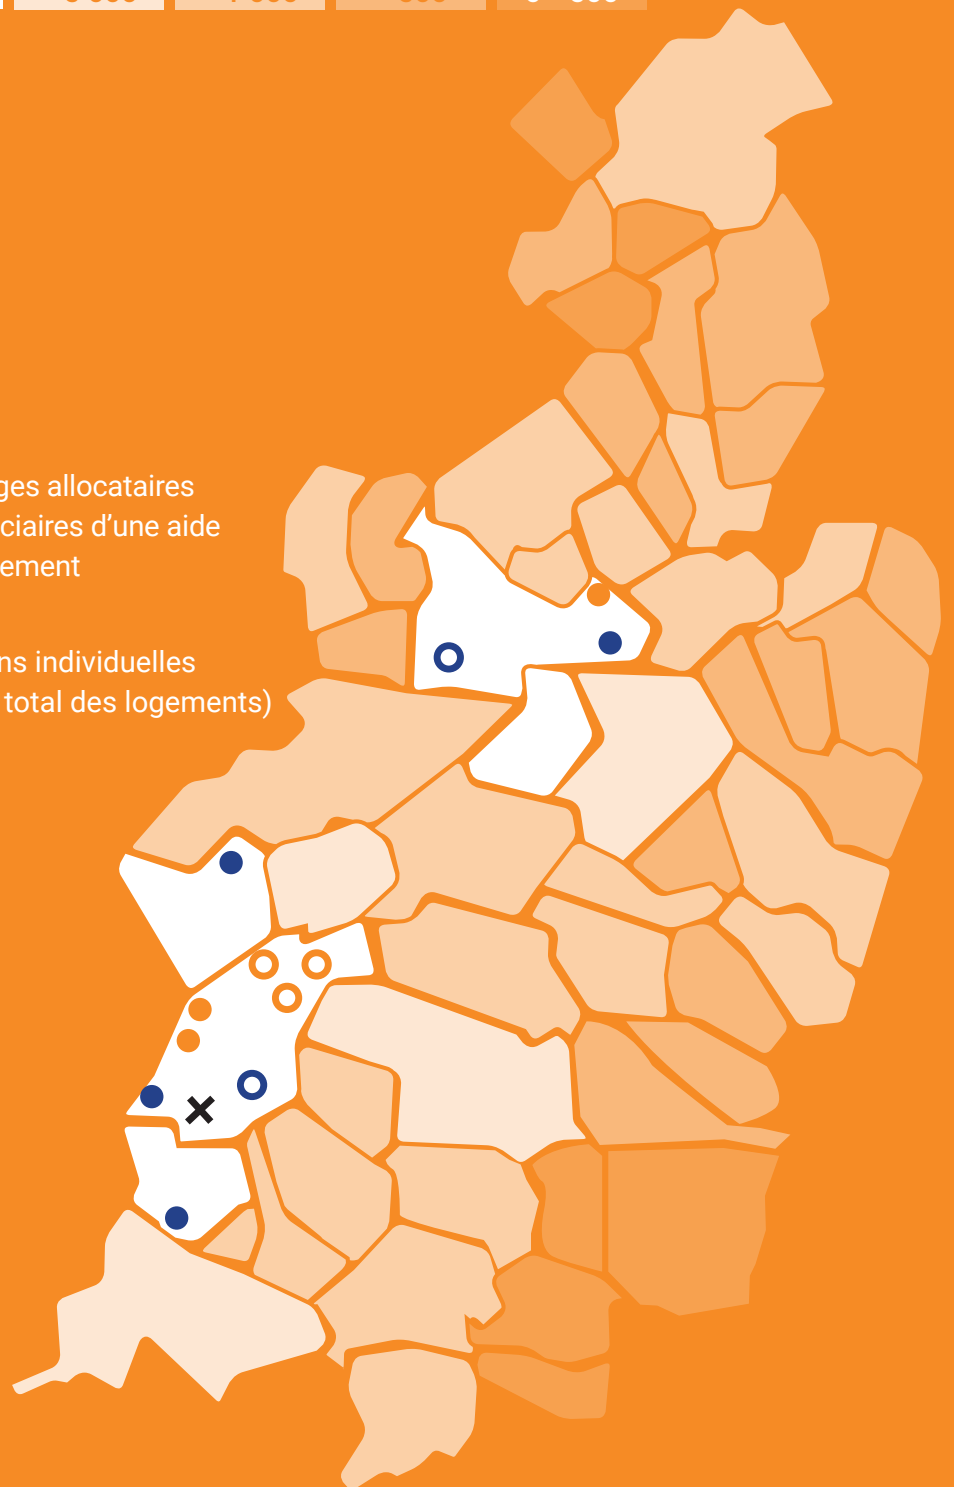 ges allocataires
ciaires d'une aide
ement
ns individuelles
total des logements)